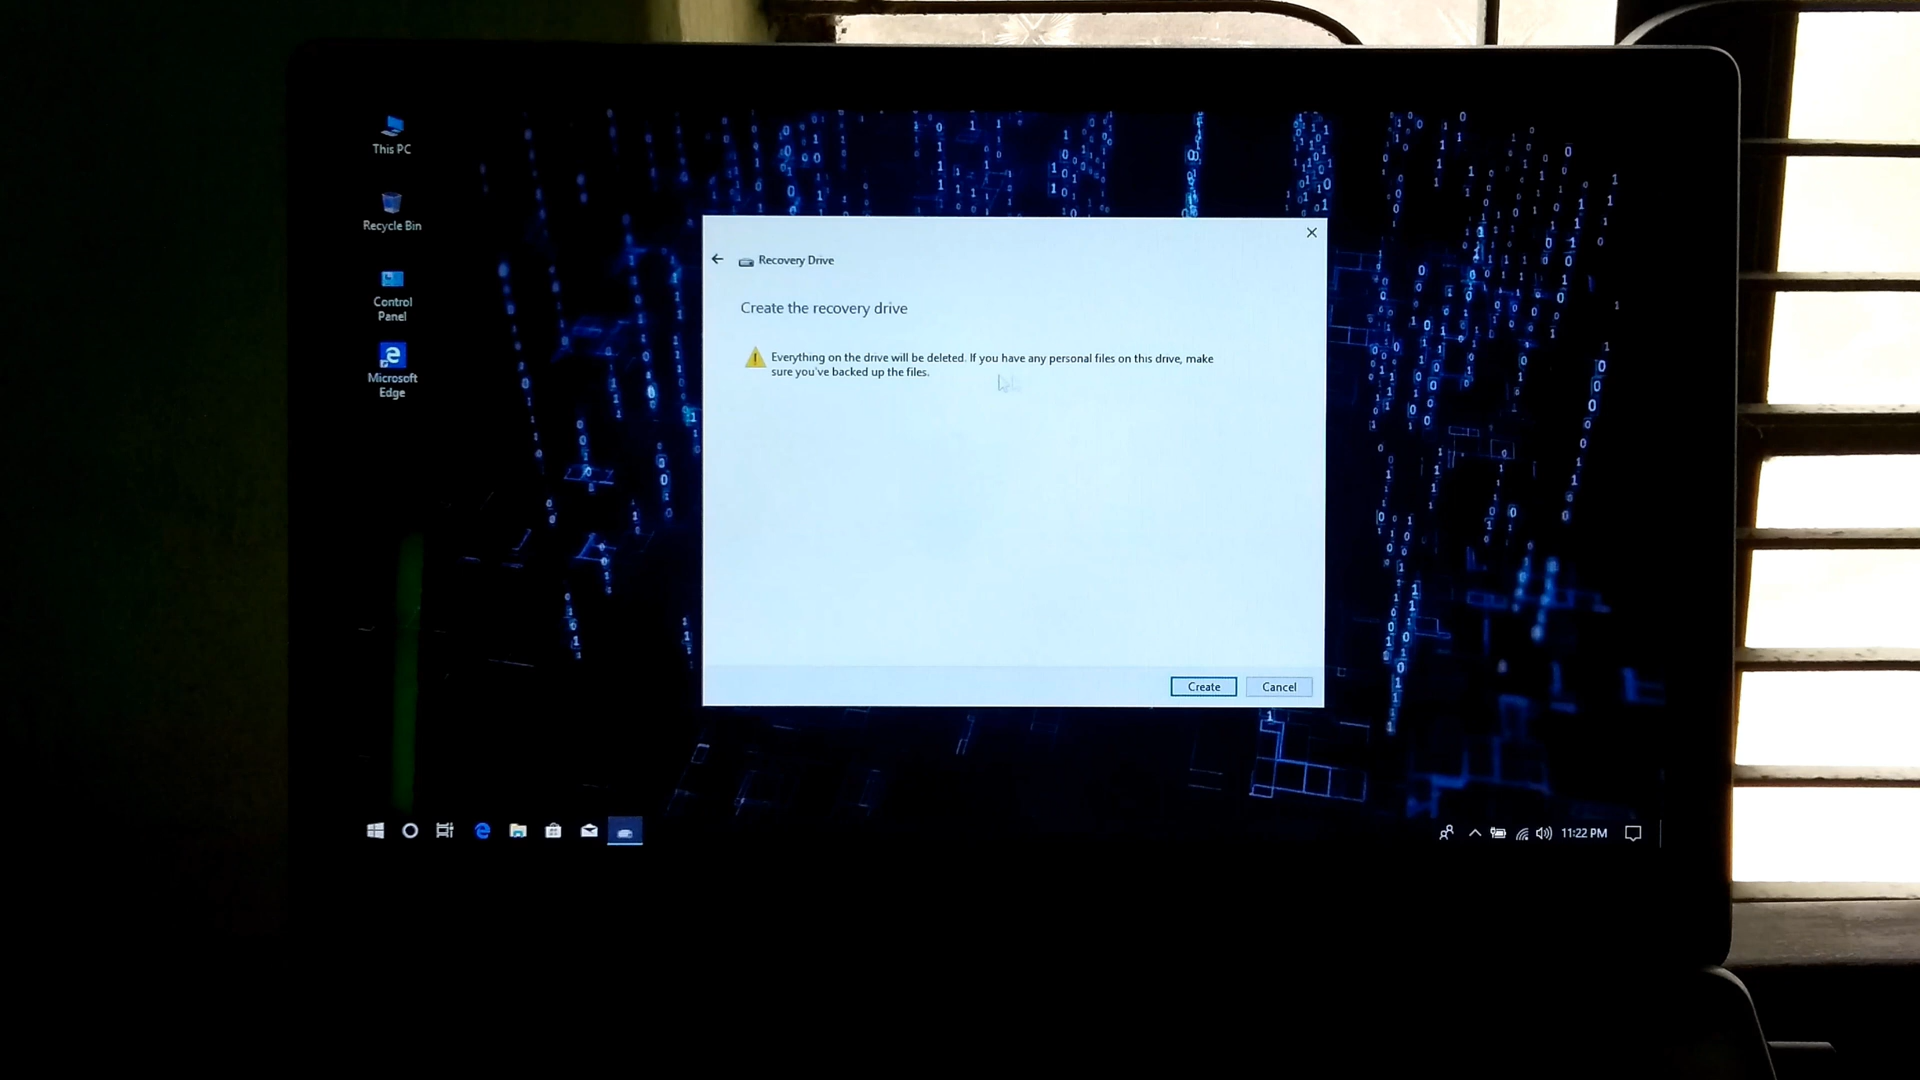 This PC
Recycle Bin
Control
Panel
Microsoft
Edge
Recovery Drive
Create the recovery drive
Everything on the drive will be deleted. If you have any personal files on this drive, make
sure you've backed up the files.
Create
Cancel
11:22 PM